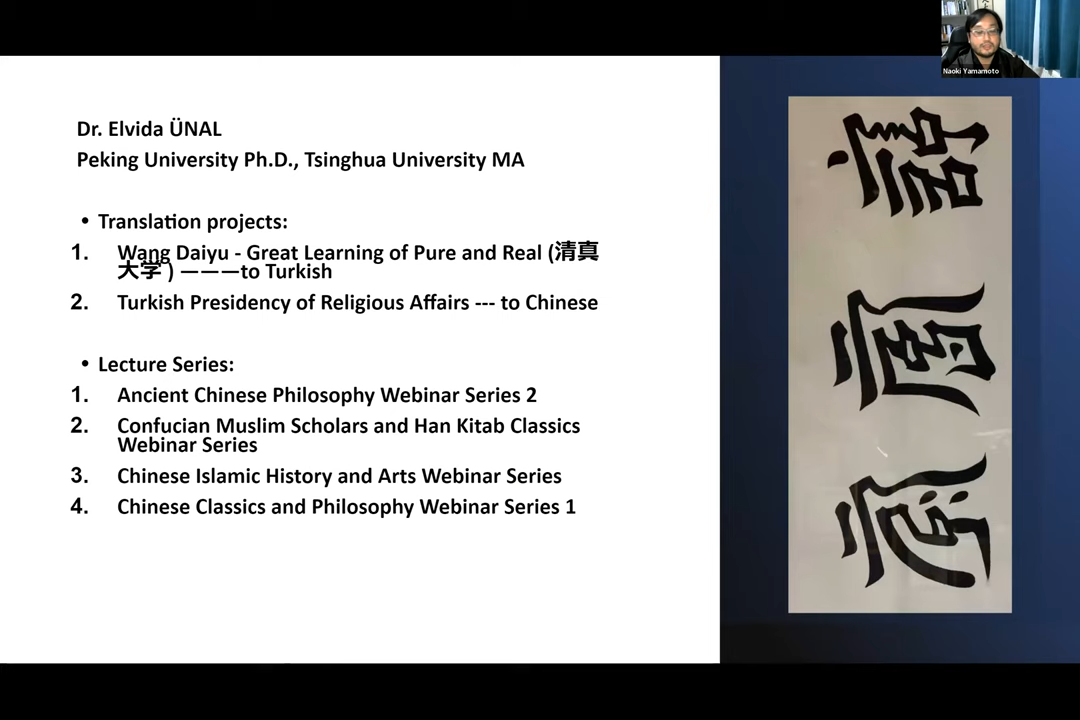 Naoki Yamamoto
Dr. Elvida ÜNAL
Peking University Ph.D., Tsinghua University MA
• Translation projects:
1. Wang Daiyu - Great Learning of Pure and Real (清真
大学 ) ———to Turkish
2. Turkish Presidency of Religious Affairs --- to Chinese
• Lecture Series:
1. Ancient Chinese Philosophy Webinar Series 2
2. Confucian Muslim Scholars and Han Kitab Classics
Webinar Series
3. Chinese Islamic History and Arts Webinar Series
4. Chinese Classics and Philosophy Webinar Series 1